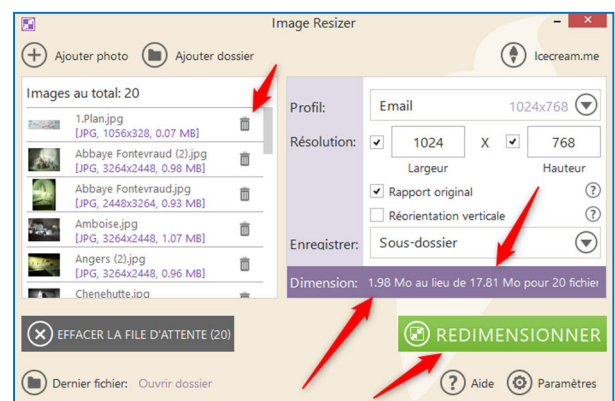 Image Resizer
Ajouter photo
Ajouter dossier
Icecream.me
Images au total: 20
1.Plan.jpg
[JPG, 1056x328, 0.07 MB]
Abbaye Fontevraud (2).jpg
[JPG, 3264x2448, 0.98 MB]
Abbaye Fontevraud.jpg
[JPG, 2448x3264, 0.93 MB]
Amboise.jpg
[JPG, 3264x2448, 1.07 MB]
Angers (2).jpg
[JPG, 3264x2448, 0.96 MB]
Chenehutte.jpg
Profil: Email 1024x768
Résolution: 1024 X 768
Largeur Hauteur
Rapport original ?
Réorientation verticale ?
Enregistrer: Sous-dossier
Dimension: 1.98 Mo au lieu de 17.81 Mo pour 20 fichier
EFFACER LA FILE D'ATTENTE (20)
REDIMENSIONNER
Dernier fichier: Ouvrir dossier
? Aide
Paramètres